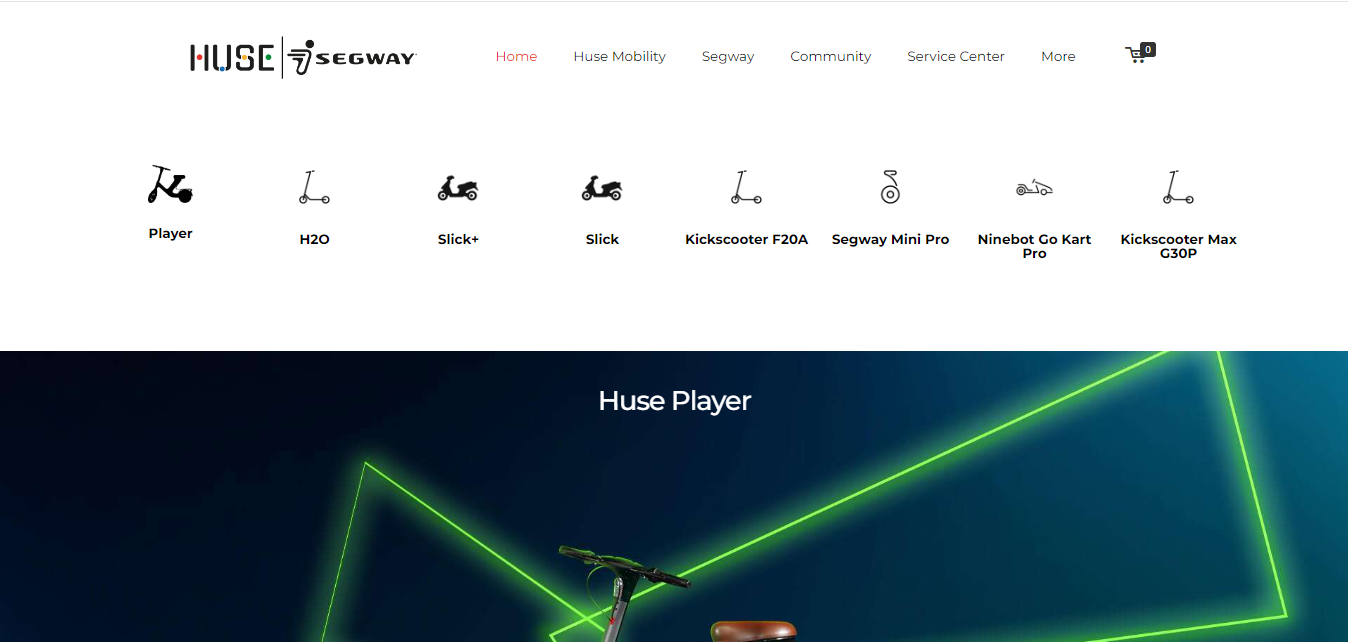 HUSE SEGWAY
Home Huse Mobility Segway Community Service Center More 0
Player H2O Slick+ Slick Kickscooter F20A Segway Mini Pro Ninebot Go Kart Pro Kickscooter Max G30P
Huse Player